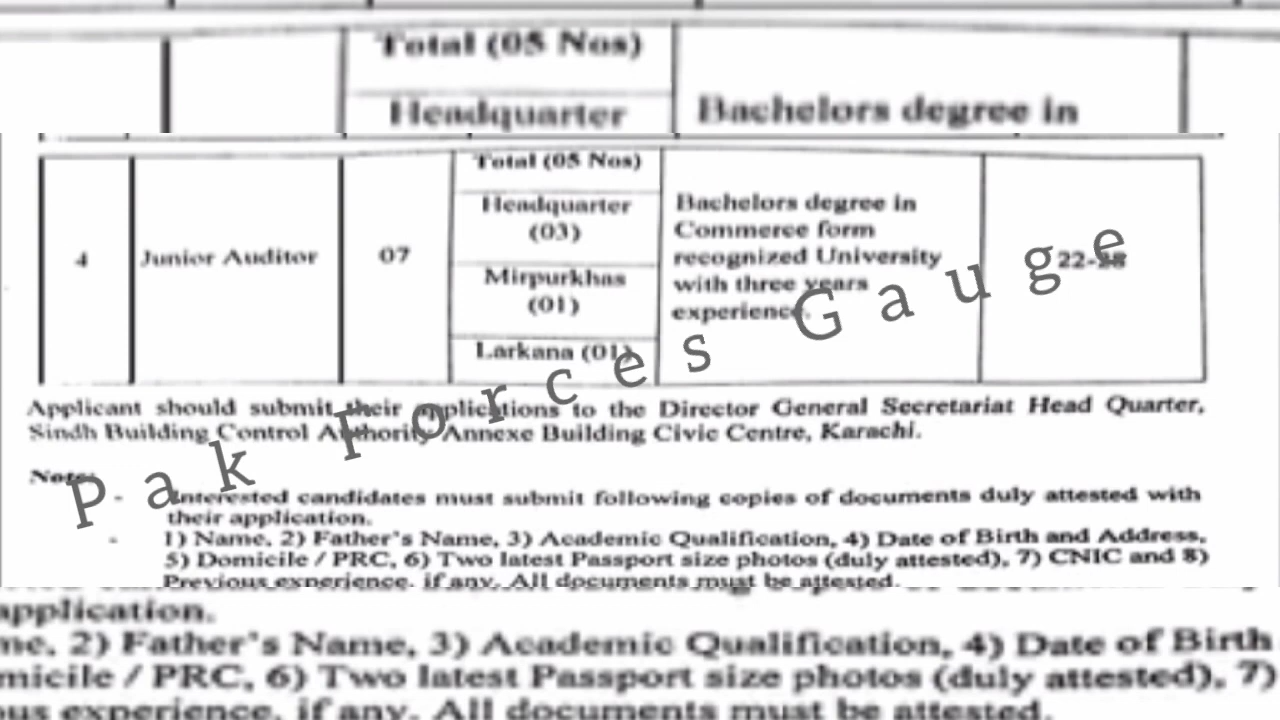 Total (05 Nos)
Headquarter
Bachelors degree in
4
Junior Auditor
07
Total (05 Nos)
Headquarter
(03)
Mirpurkhas
(01)
Larkana (01)
Bachelors degree in
Commerce form
recognized University
with three years
experience.
22-28
Applicant should submit their applications to the Director General Secretariat Head Quarter,
Sindh Building Control Authority Annexe Building Civic Centre, Karachi.
Note:
- Interested candidates must submit following copies of documents duly attested with
their application.
- 1) Name, 2) Father's Name, 3) Academic Qualification, 4) Date of Birth and Address,
5) Domicile / PRC, 6) Two latest Passport size photos (duly attested), 7) CNIC and 8)
Previous experience, if any. All documents must be attested.
Pak Forces Gauge
application.
me, 2) Father's Name, 3) Academic Qualification, 4) Date of Birth
micile / PRC, 6) Two latest Passport size photos (duly attested), 7)
ous experience, if any. All documents must be attested.